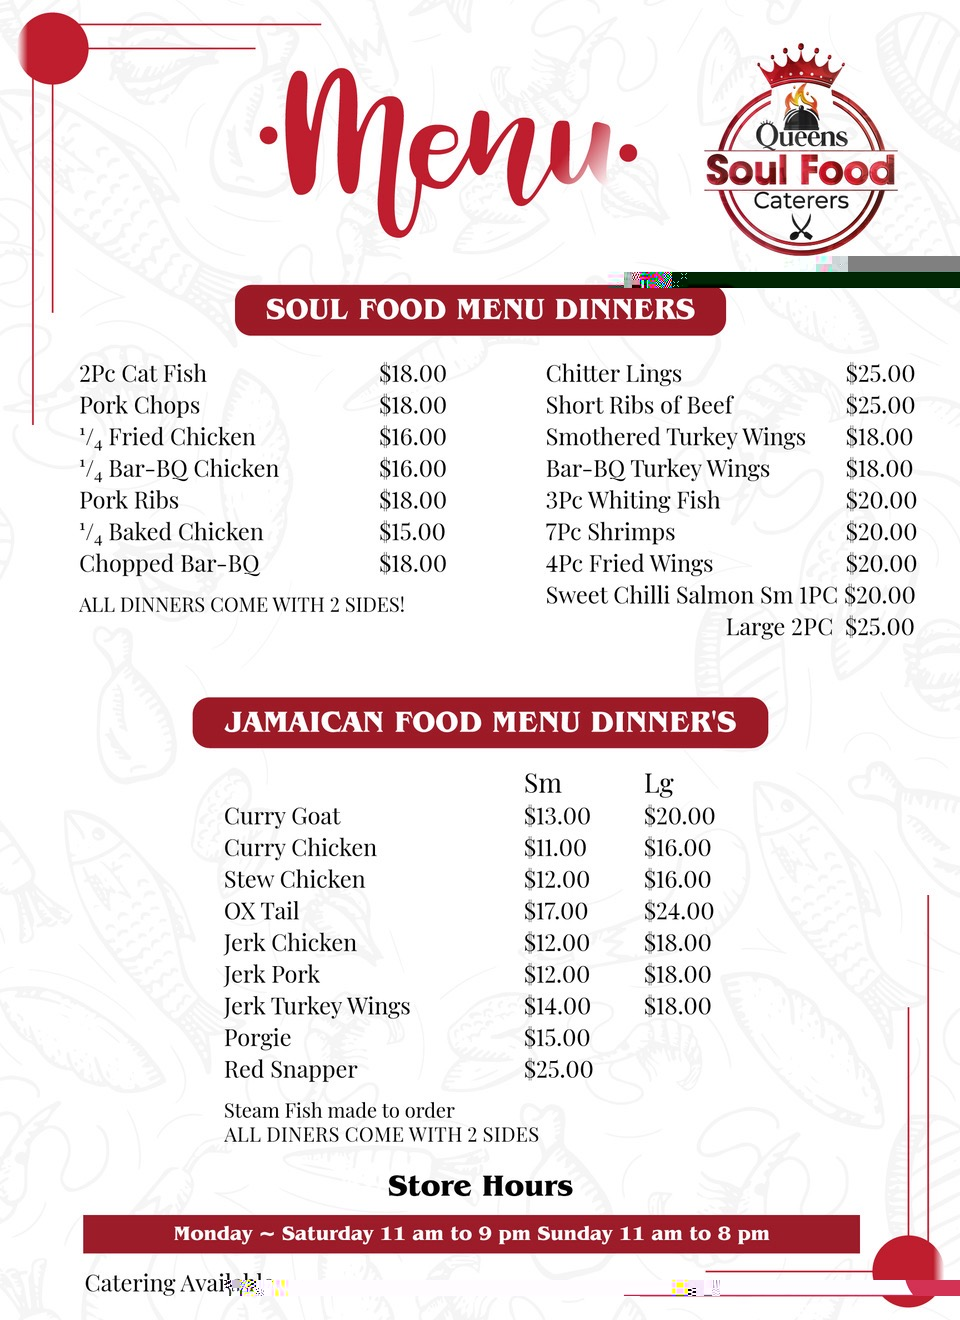 Menu
Queens
Soul Food
Caterers
SOUL FOOD MENU DINNERS
2Pc Cat Fish $18.00
Pork Chops $18.00
1/4 Fried Chicken $16.00
1/4 Bar-BQ Chicken $16.00
Pork Ribs $18.00
1/4 Baked Chicken $15.00
Chopped Bar-BQ $18.00
ALL DINNERS COME WITH 2 SIDES!
Chitter Lings $25.00
Short Ribs of Beef $25.00
Smothered Turkey Wings $18.00
Bar-BQ Turkey Wings $18.00
3Pc Whiting Fish $20.00
7Pc Shrimps $20.00
4Pc Fried Wings $20.00
Sweet Chilli Salmon Sm 1PC $20.00
Large 2PC $25.00
JAMAICAN FOOD MENU DINNER'S
Sm Lg
Curry Goat $13.00 $20.00
Curry Chicken $11.00 $16.00
Stew Chicken $12.00 $16.00
OX Tail $17.00 $24.00
Jerk Chicken $12.00 $18.00
Jerk Pork $12.00 $18.00
Jerk Turkey Wings $14.00 $18.00
Porgie $15.00
Red Snapper $25.00
Steam Fish made to order
ALL DINERS COME WITH 2 SIDES
Store Hours
Monday ~ Saturday 11 am to 9 pm Sunday 11 am to 8 pm
Catering